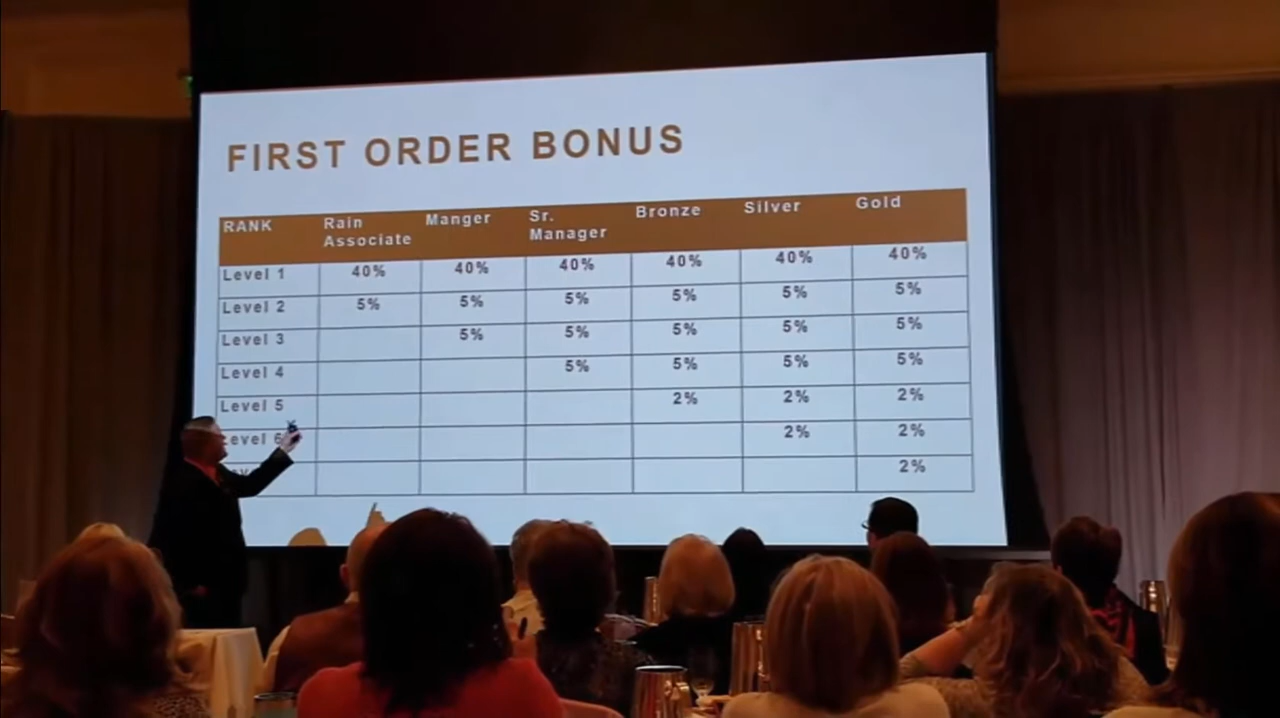 FIRST ORDER BONUS
RANK Rain Associate Manger Sr. Manager Bronze Silver Gold
Level 1 40% 40% 40% 40% 40% 40%
Level 2 5% 5% 5% 5% 5% 5%
Level 3 5% 5% 5% 5% 5%
Level 4 5% 5% 5% 5%
Level 5 2% 2% 2%
Level 6 2% 2%
2%